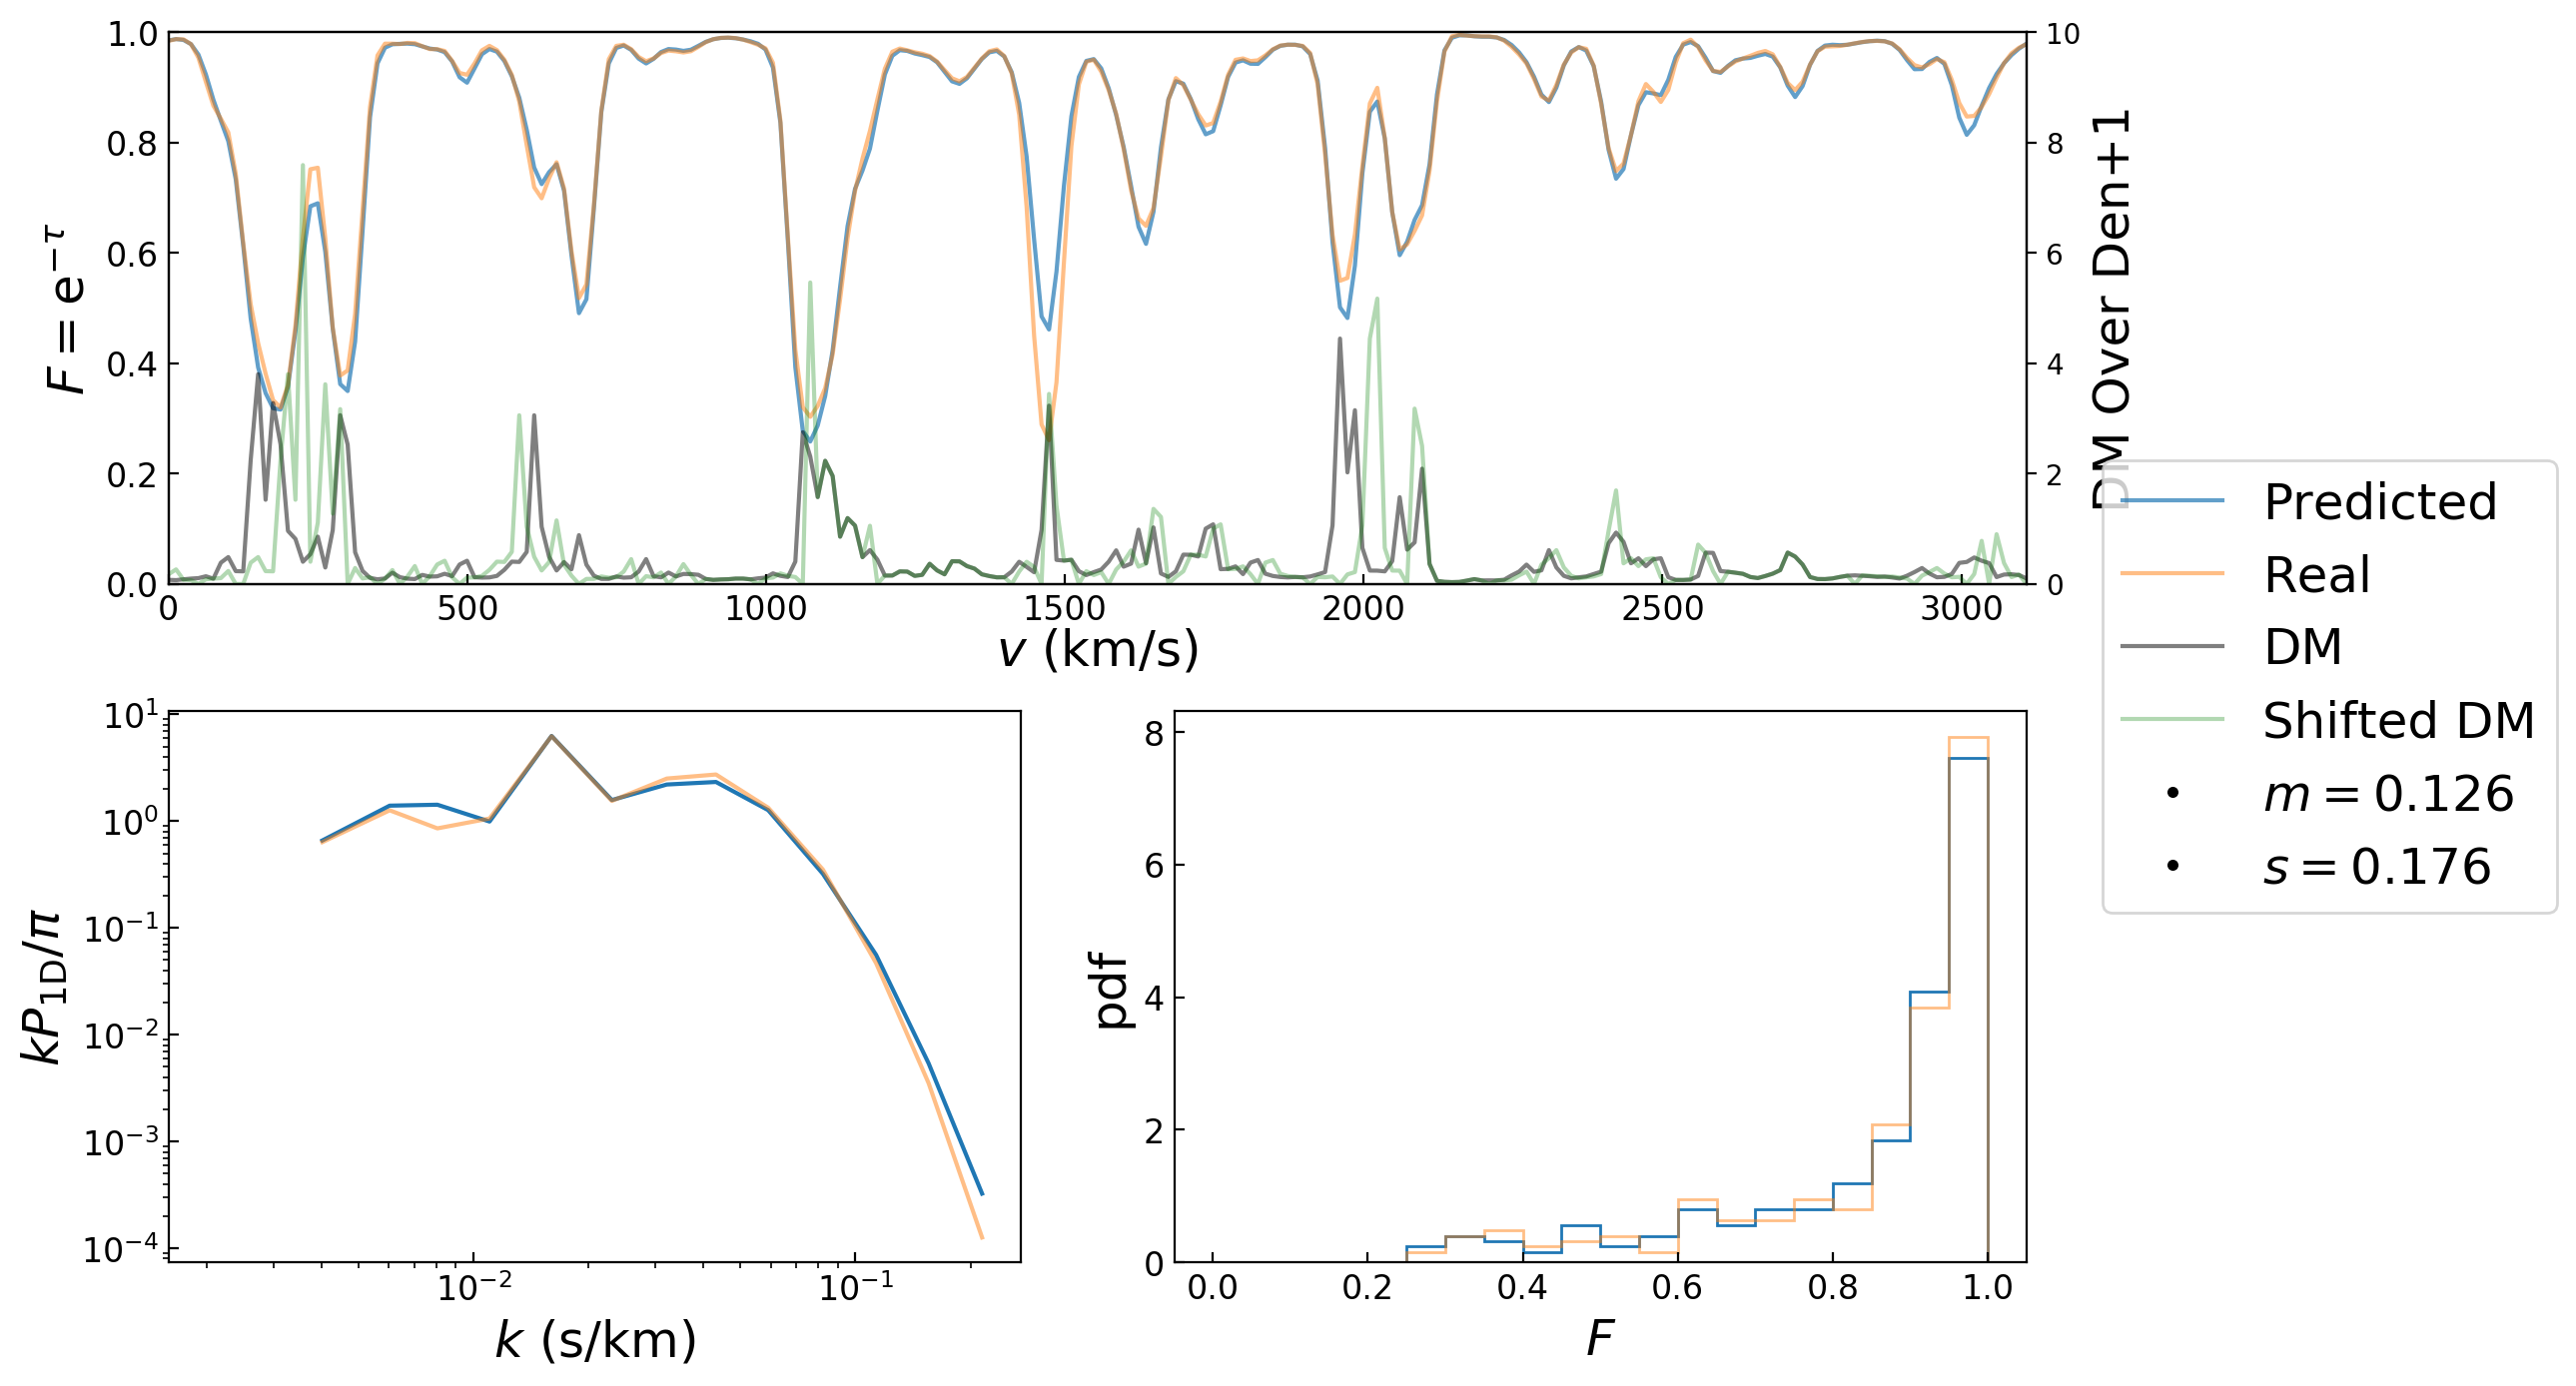 1.0
0.8
0.6
0.4
0.2
0.0
F = e^{−τ}
10
8
6
4
2
0
DM Over Den+1
0 500 1000 1500 2000 2500 3000
v (km/s)
Predicted
Real
DM
Shifted DM
m = 0.126
s = 0.176
10^1
10^0
10^{−1}
10^{−2}
10^{−3}
10^{−4}
kP_{1D}/π
10^{−2} 10^{−1}
k (s/km)
8
6
4
2
0
pdf
0.0 0.2 0.4 0.6 0.8 1.0
F